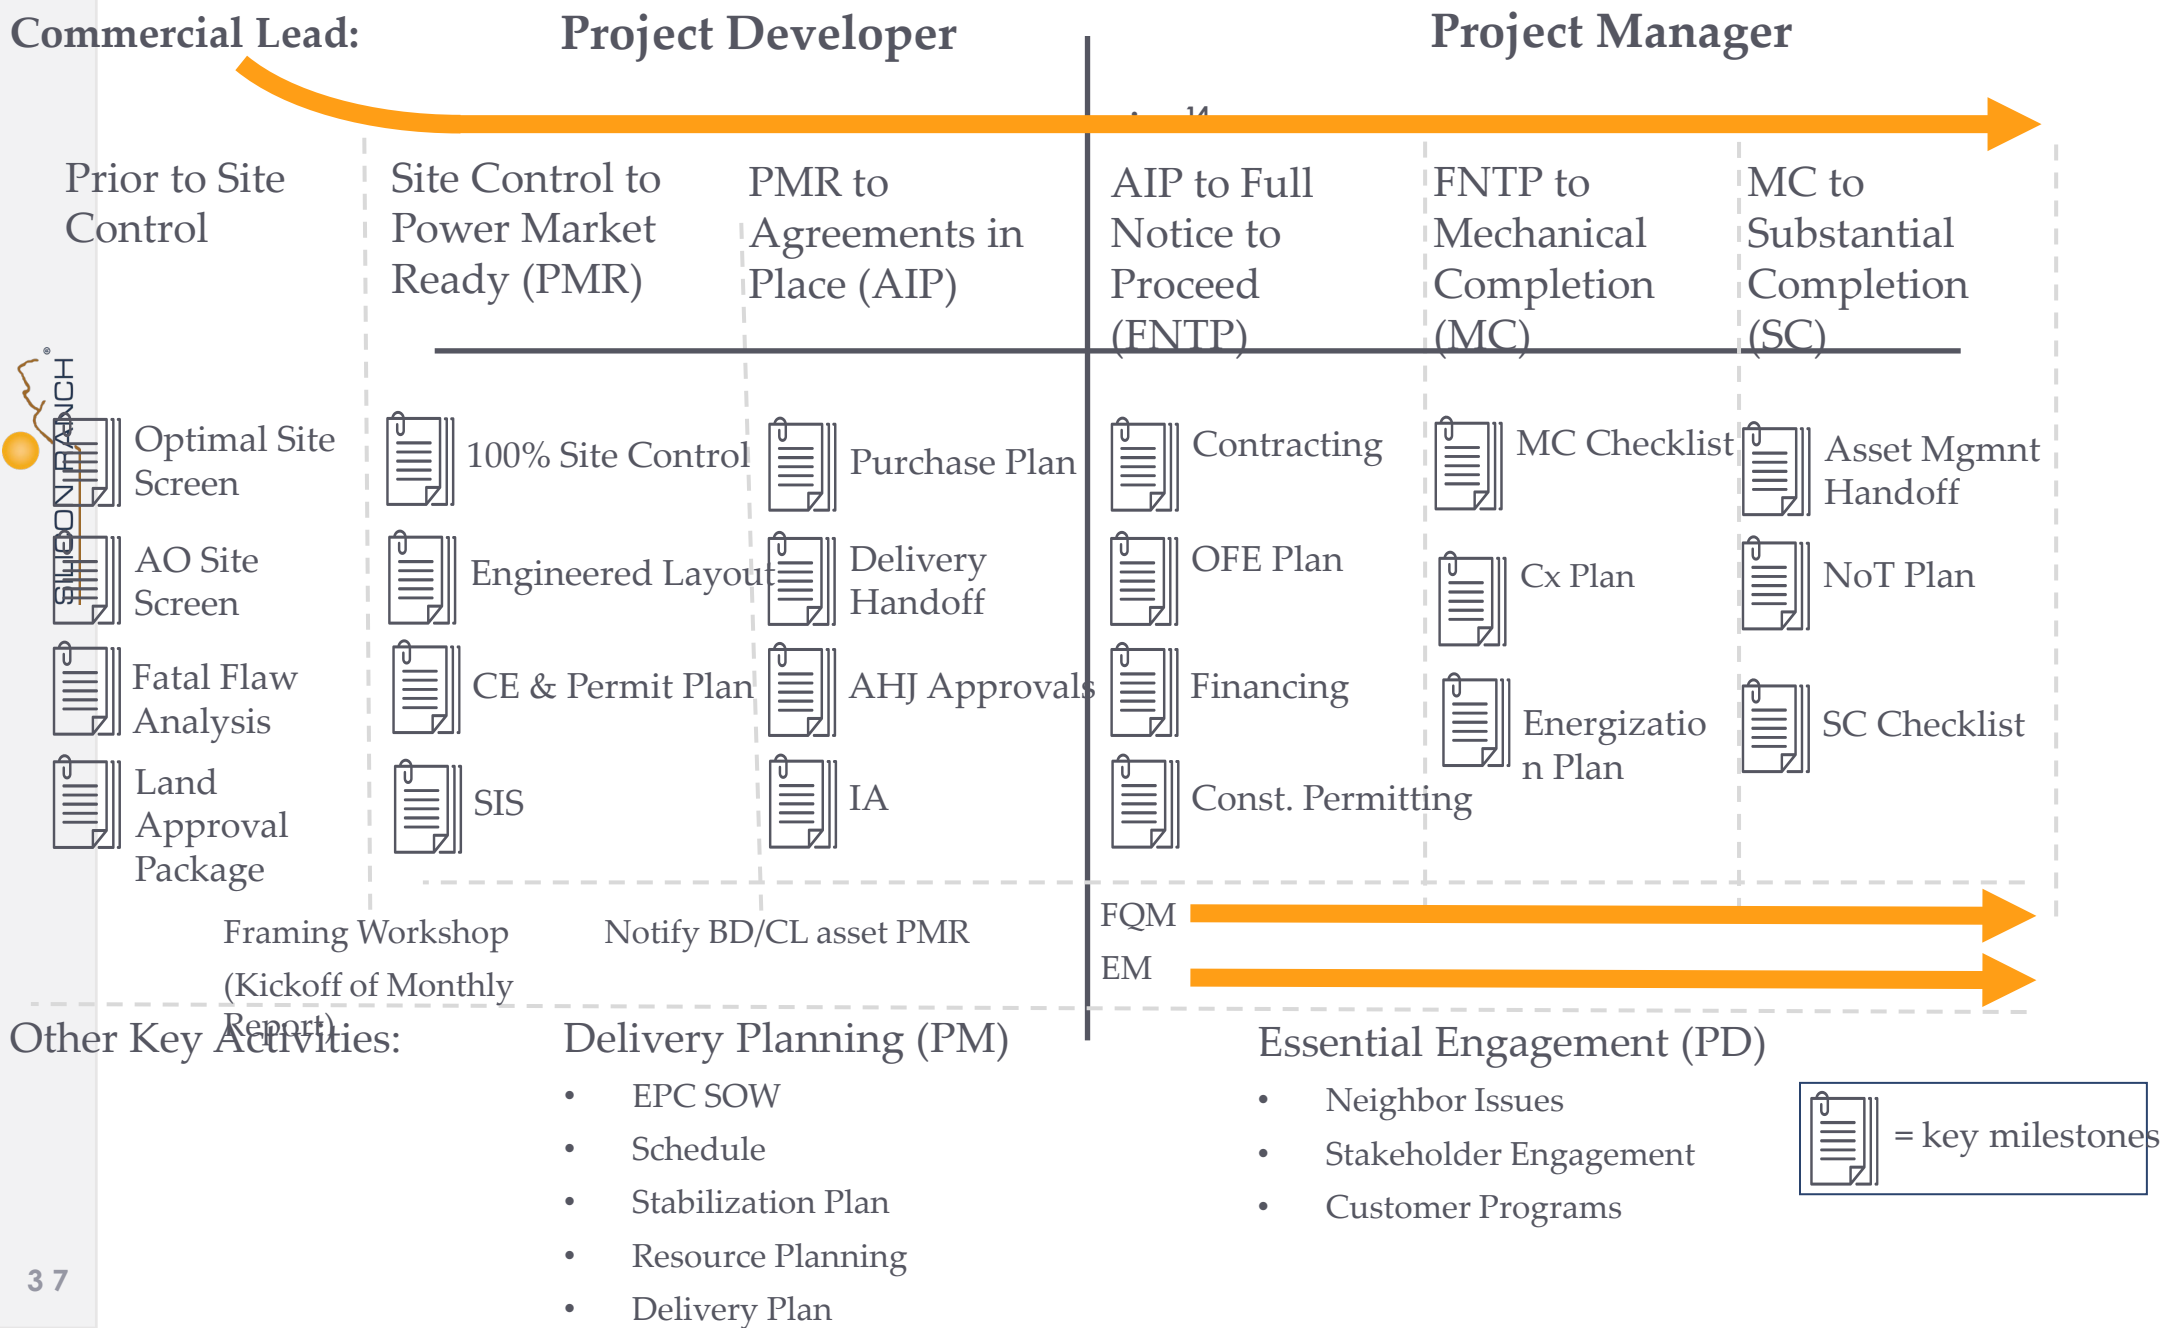 Commercial Lead:
Project Developer
Project Manager
14
Prior to Site
Control
Site Control to
Power Market
Ready (PMR)
PMR to
Agreements in
Place (AIP)
AIP to Full
Notice to
Proceed
(FNTP)
FNTP to
Mechanical
Completion
(MC)
MC to
Substantial
Completion
(SC)
SILICON RANCH
®
Optimal Site
Screen
AO Site
Screen
Fatal Flaw
Analysis
Land
Approval
Package
100% Site Control
Engineered Layout
CE & Permit Plan
SIS
Purchase Plan
Delivery
Handoff
AHJ Approvals
IA
Contracting
OFE Plan
Financing
Const. Permitting
MC Checklist
Cx Plan
Energizatio
n Plan
Asset Mgmnt
Handoff
NoT Plan
SC Checklist
Framing Workshop
(Kickoff of Monthly
Report)
Notify BD/CL asset PMR
FQM
EM
Other Key Activities:
Delivery Planning (PM)
• EPC SOW
• Schedule
• Stabilization Plan
• Resource Planning
• Delivery Plan
Essential Engagement (PD)
• Neighbor Issues
• Stakeholder Engagement
• Customer Programs
= key milestones
37